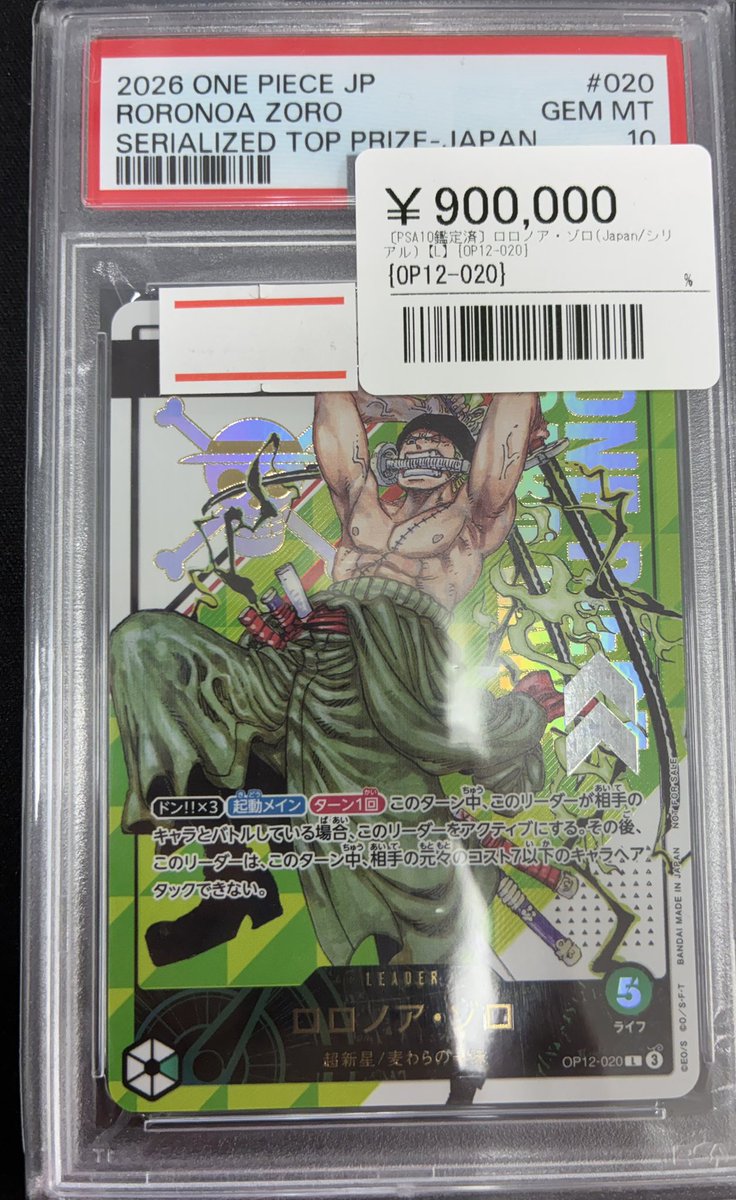 2026 ONE PIECE JP #020
RORONOA ZORO GEM MT
SERIALIZED TOP PRIZE-JAPAN 10
¥ 900,000
〔PSA10鑑定済〕ロロノア・ゾロ(Japan/シリ
アル)【L】{OP12-020}
{OP12-020}
%
ONE PIECE
ドン!!×3 起動メイン ターン1回 このターン中、このリーダーが相手の
キャラとバトルしている場合、このリーダーをアクティブにする。その後、
このリーダーは、このターン中、相手の元々のコスト7以下のキャラへア
タックできない。
LEADER
ロロノア・ゾロ
超新星/麦わらの一味
5
ライフ
OP12-020 L 3
©EO/S ©O/S・F・T BANDAI MADE IN JAPAN NOT FOR SALE